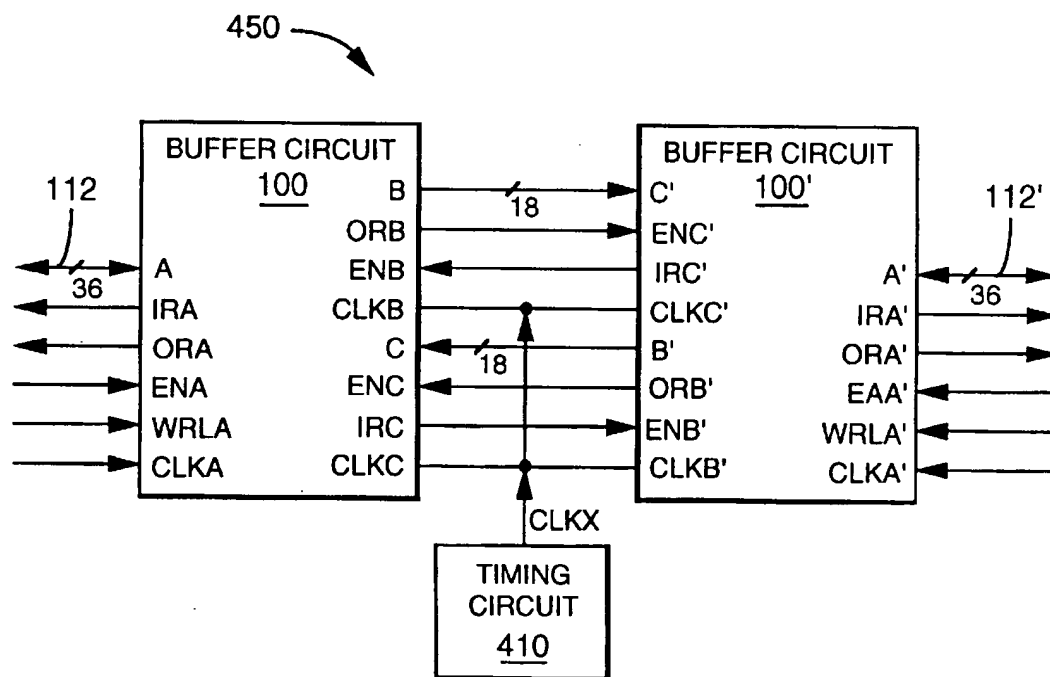 450
BUFFER CIRCUIT
100
112
A
36
IRA
ORA
ENA
WRLA
CLKA
B
ORB
ENB
CLKB
C
ENC
IRC
CLKC
18
18
CLKX
TIMING
CIRCUIT
410
BUFFER CIRCUIT
100'
C'
ENC'
IRC'
CLKC'
B'
ORB'
ENB'
CLKB'
112'
A'
36
IRA'
ORA'
EAA'
WRLA'
CLKA'